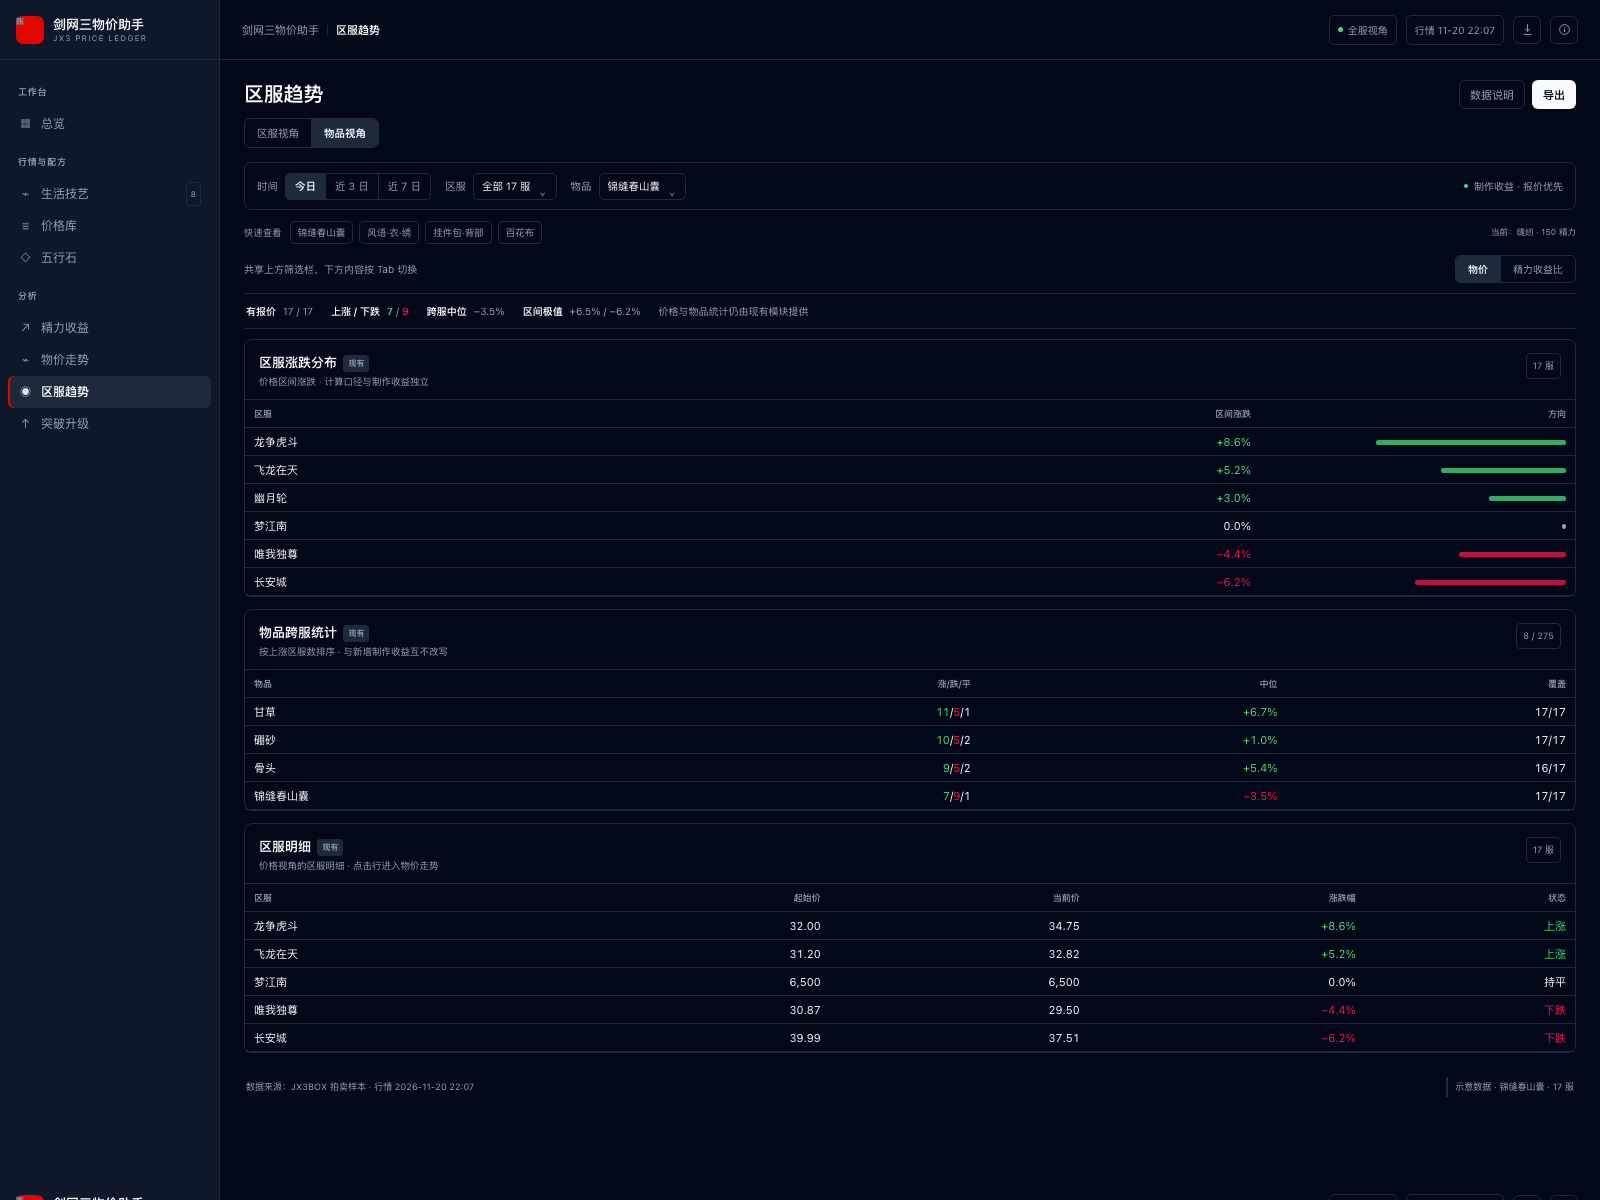 账
剑网三物价助手
JX3 PRICE LEDGER
工作台
总览
行情与配方
生活技艺 8
价格库
五行石
分析
精力收益
物价走势
区服趋势
突破升级
剑网三物价助手 区服趋势
全服视角 行情 11-20 22:07
区服趋势
数据说明 导出
区服视角 物品视角
时间 今日 近 3 日 近 7 日 区服 全部 17 服 物品 锦缝春山囊 制作收益 · 报价优先
快速查看 锦缝春山囊 风语·衣·绣 挂件包·背部 百花布 当前：缝纫 · 150 精力
共享上方筛选栏，下方内容按 Tab 切换 物价 精力收益比
有报价 17 / 17 上涨 / 下跌 7 / 9 跨服中位 −3.5% 区间极值 +6.5% / −6.2% 价格与物品统计仍由现有模块提供
区服涨跌分布 现有 17 服
价格区间涨跌 · 计算口径与制作收益独立
区服 区间涨跌 方向
龙争虎斗 +8.6%
飞龙在天 +5.2%
幽月轮 +3.0%
梦江南 0.0%
唯我独尊 −4.4%
长安城 −6.2%
物品跨服统计 现有 8 / 275
按上涨区服数排序 · 与新增制作收益互不改写
物品 涨/跌/平 中位 覆盖
甘草 11/5/1 +6.7% 17/17
硼砂 10/5/2 +1.0% 17/17
骨头 9/5/2 +5.4% 16/17
锦缝春山囊 7/9/1 −3.5% 17/17
区服明细 现有 17 服
价格视角的区服明细 · 点击行进入物价走势
区服 起始价 当前价 涨跌幅 状态
龙争虎斗 32.00 34.75 +8.6% 上涨
飞龙在天 31.20 32.82 +5.2% 上涨
梦江南 6,500 6,500 0.0% 持平
唯我独尊 30.87 29.50 −4.4% 下跌
长安城 39.99 37.51 −6.2% 下跌
数据来源：JX3BOX 拍卖样本 · 行情 2026-11-20 22:07 示意数据 · 锦缝春山囊 · 17 服
剑网三物价助手